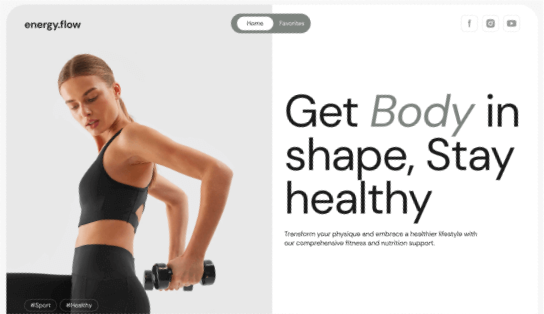 energy.flow
Home Favorites
Get Body in
shape, Stay
healthy
Transform your physique and embrace a healthier lifestyle with
our comprehensive fitness and nutrition support.
#Sport #Healthy